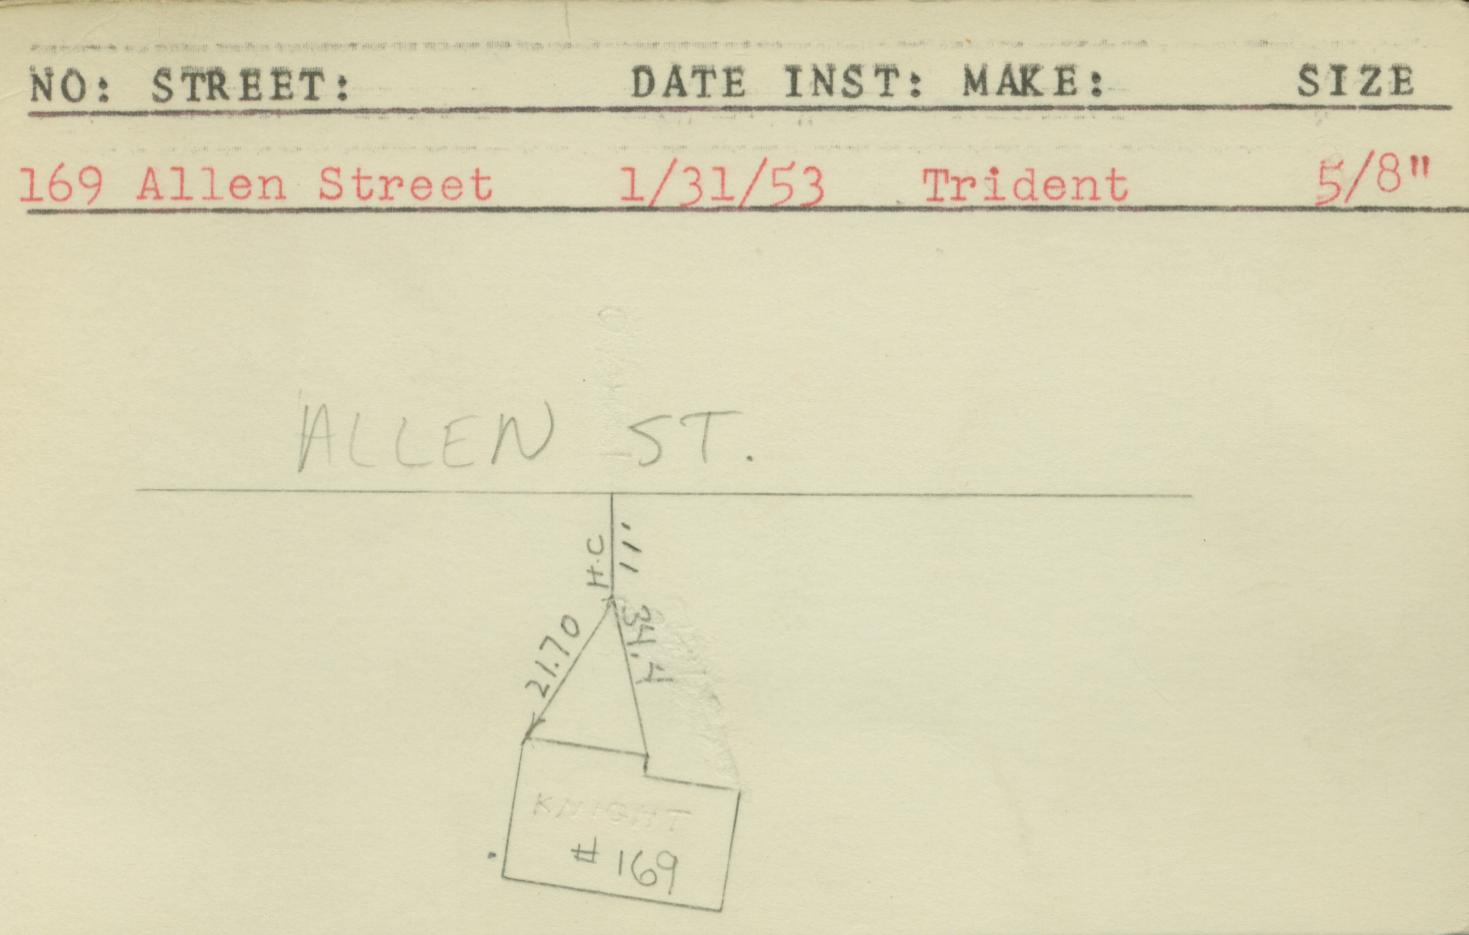 NO: STREET: DATE INST: MAKE: SIZE
169 Allen Street 1/31/53 Trident 5/8"
ALLEN ST.
H.C
11'
21.70
34.4
KNIGHT
# 169